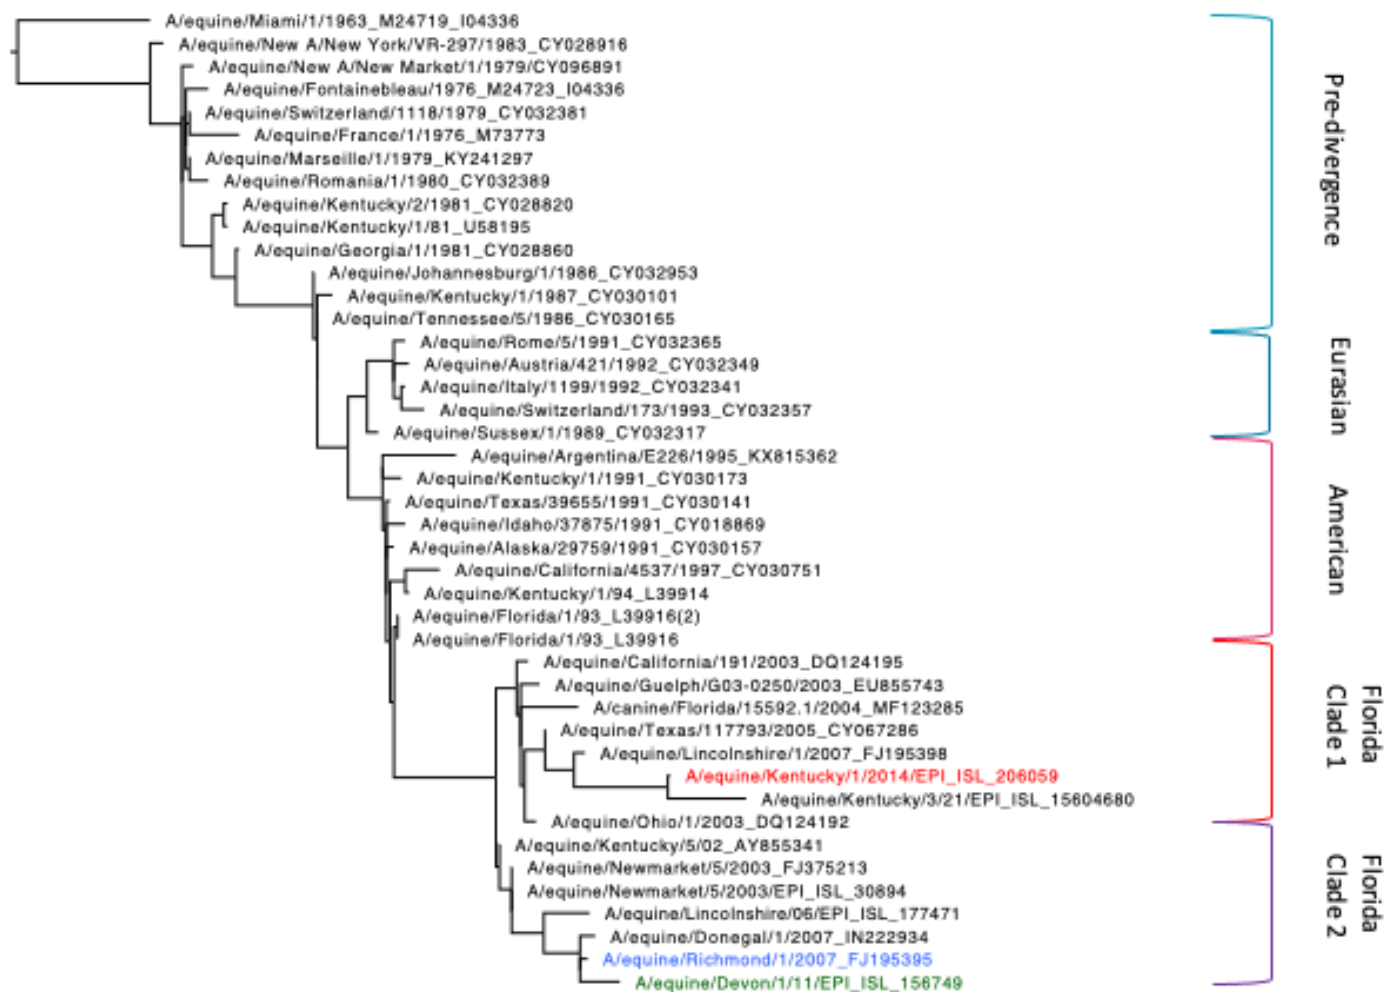 A/equine/Miami/1/1963_M24719_I04336
A/equine/New A/New York/VR-297/1983_CY028916
A/equine/New A/New Market/1/1979/CY096891
A/equine/Fontainebleau/1976_M24723_I04336
A/equine/Switzerland/1118/1979_CY032381
A/equine/France/1/1976_M73773
A/equine/Marseille/1/1979_KY241297
A/equine/Romania/1/1980_CY032389
A/equine/Kentucky/2/1981_CY028820
A/equine/Kentucky/1/81_U58195
A/equine/Georgia/1/1981_CY028860
A/equine/Johannesburg/1/1986_CY032953
A/equine/Kentucky/1/1987_CY030101
A/equine/Tennessee/5/1986_CY030165
Pre-divergence
A/equine/Rome/5/1991_CY032365
A/equine/Austria/421/1992_CY032349
A/equine/Italy/1199/1992_CY032341
A/equine/Switzerland/173/1993_CY032357
A/equine/Sussex/1/1989_CY032317
Eurasian
A/equine/Argentina/E226/1995_KX815362
A/equine/Kentucky/1/1991_CY030173
A/equine/Texas/39655/1991_CY030141
A/equine/Idaho/37875/1991_CY018869
A/equine/Alaska/29759/1991_CY030157
A/equine/California/4537/1997_CY030751
A/equine/Kentucky/1/94_L39914
A/equine/Florida/1/93_L39916(2)
A/equine/Florida/1/93_L39916
American
A/equine/California/191/2003_DQ124195
A/equine/Guelph/G03-0250/2003_EU855743
A/canine/Florida/15592.1/2004_MF123285
A/equine/Texas/117793/2005_CY067286
A/equine/Lincolnshire/1/2007_FJ195398
A/equine/Kentucky/1/2014/EPI_ISL_206059
A/equine/Kentucky/3/21/EPI_ISL_15604680
A/equine/Ohio/1/2003_DQ124192
Florida
Clade 1
A/equine/Kentucky/5/02_AY855341
A/equine/Newmarket/5/2003_FJ375213
A/equine/Newmarket/5/2003/EPI_ISL_30894
A/equine/Lincolnshire/06/EPI_ISL_177471
A/equine/Donegal/1/2007_IN222934
A/equine/Richmond/1/2007_FJ195395
A/equine/Devon/1/11/EPI_ISL_156749
Florida
Clade 2